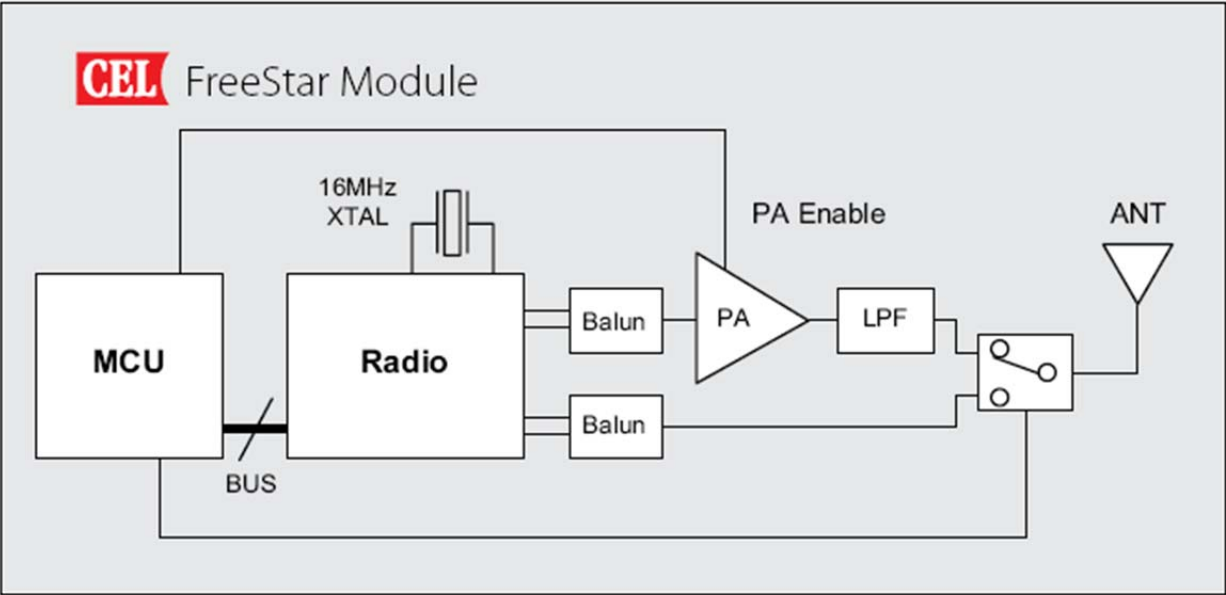 CEL FreeStar Module
16MHz
XTAL
PA Enable
ANT
MCU
Radio
Balun
PA
LPF
Balun
BUS